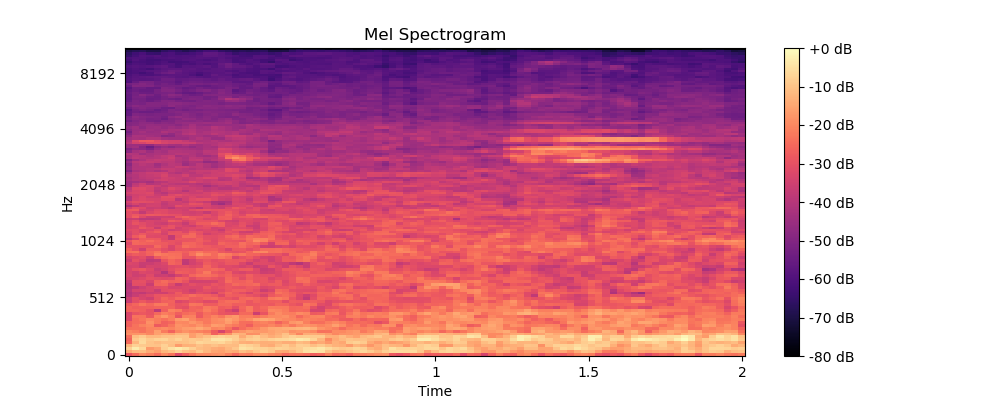 Mel Spectrogram
Hz
8192
4096
2048
1024
512
0
0 0.5 1 1.5 2
Time
+0 dB
-10 dB
-20 dB
-30 dB
-40 dB
-50 dB
-60 dB
-70 dB
-80 dB